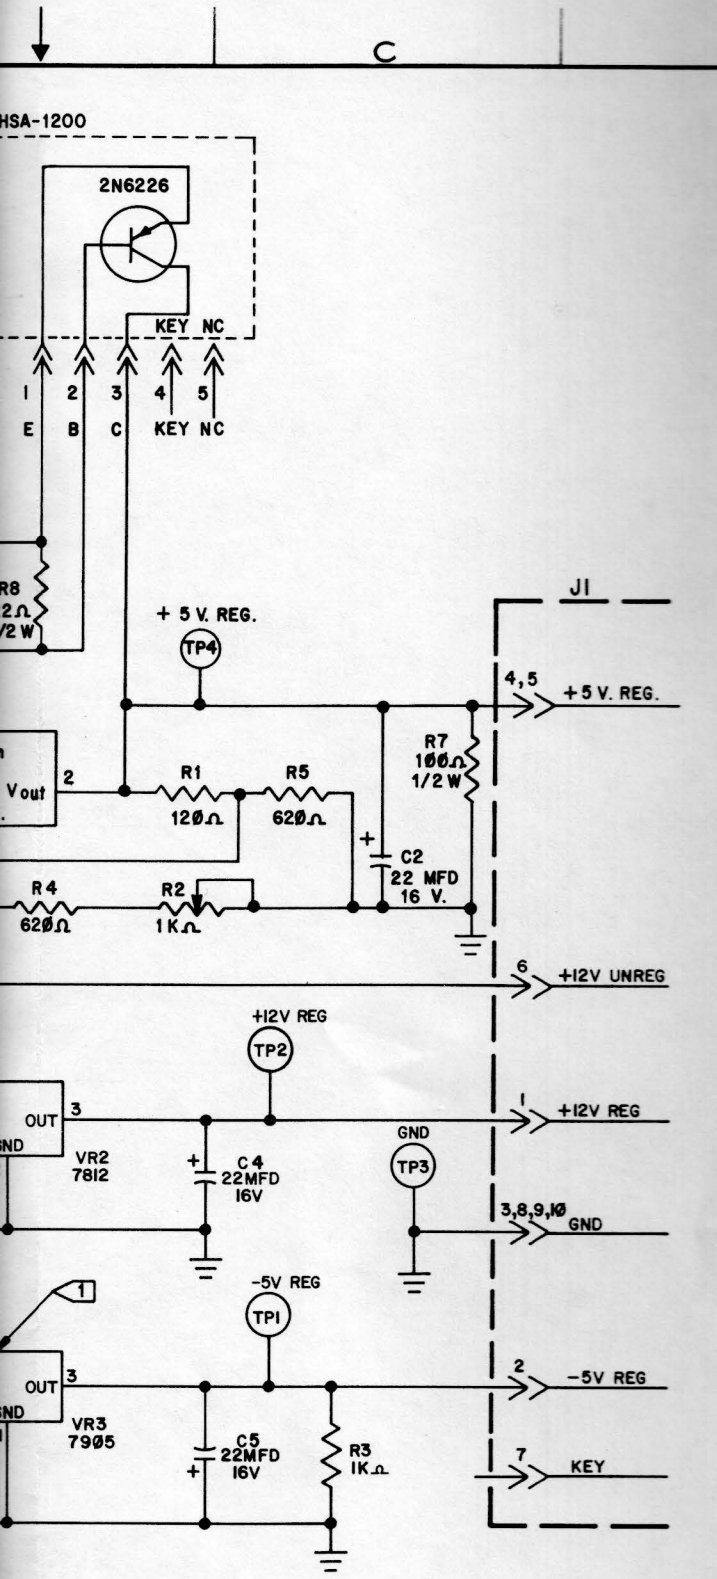 C
HSA-1200
2N6226
KEY NC
1 2 3 4 5
E B C KEY NC
R8
2Ω
/2 W
+ 5 V. REG.
TP4
J1
4,5
+5 V. REG.
R7
100Ω
1/2 W
Vout
2
R1
120Ω
R5
620Ω
+
C2
22 MFD
16 V.
R4
620Ω
R2
1KΩ
6
+12V UNREG
+12V REG
TP2
OUT
3
GND
VR2
7812
+
C4
22MFD
16V
1
+12V REG
GND
TP3
3,8,9,10
GND
1
-5V REG
TP1
OUT
3
GND
VR3
7905
C5
22MFD
16V
+
R3
1KΩ
2
-5V REG
7
KEY